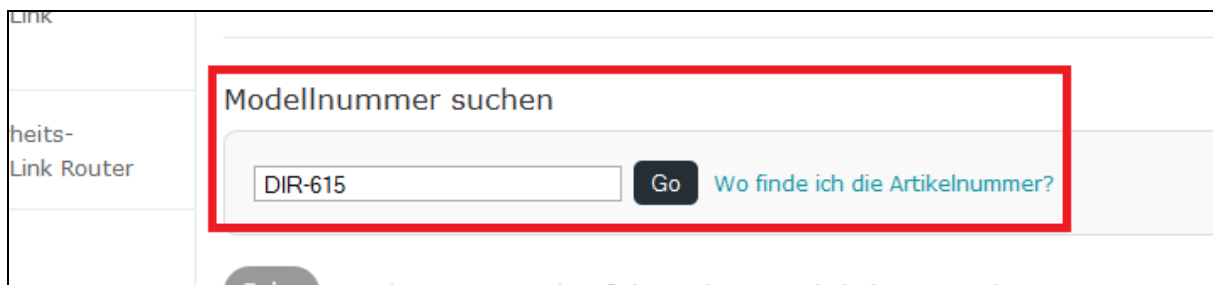 Link
Modellnummer suchen
heits-
Link Router
DIR-615
Go
Wo finde ich die Artikelnummer?